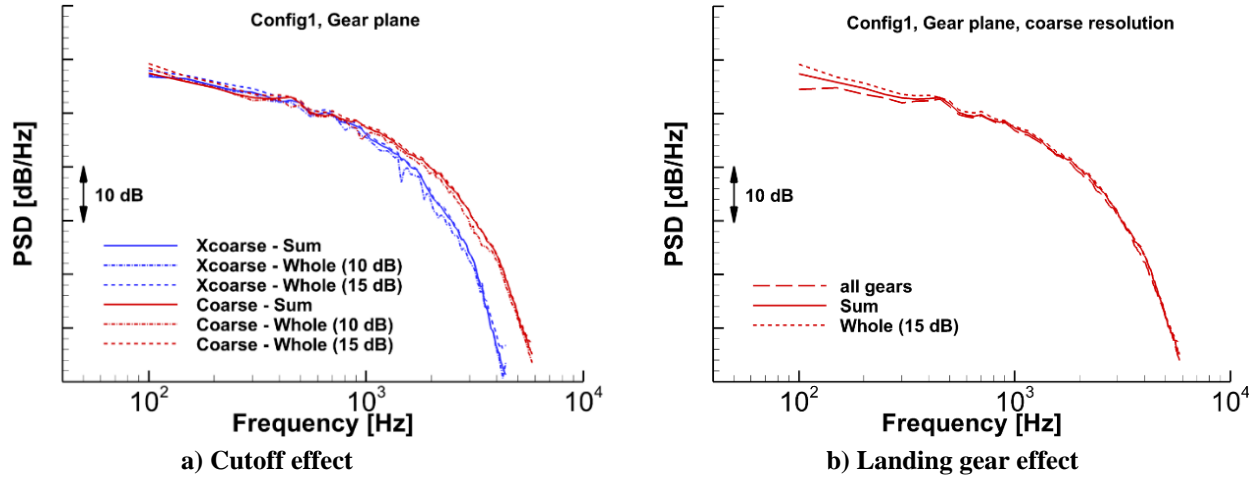 Config1, Gear plane
PSD [dB/Hz]
10 dB
Xcoarse - Sum
Xcoarse - Whole (10 dB)
Xcoarse - Whole (15 dB)
Coarse - Sum
Coarse - Whole (10 dB)
Coarse - Whole (15 dB)
10²
10³
10⁴
Frequency [Hz]
a) Cutoff effect
Config1, Gear plane, coarse resolution
PSD [dB/Hz]
10 dB
all gears
Sum
Whole (15 dB)
10²
10³
10⁴
Frequency [Hz]
b) Landing gear effect